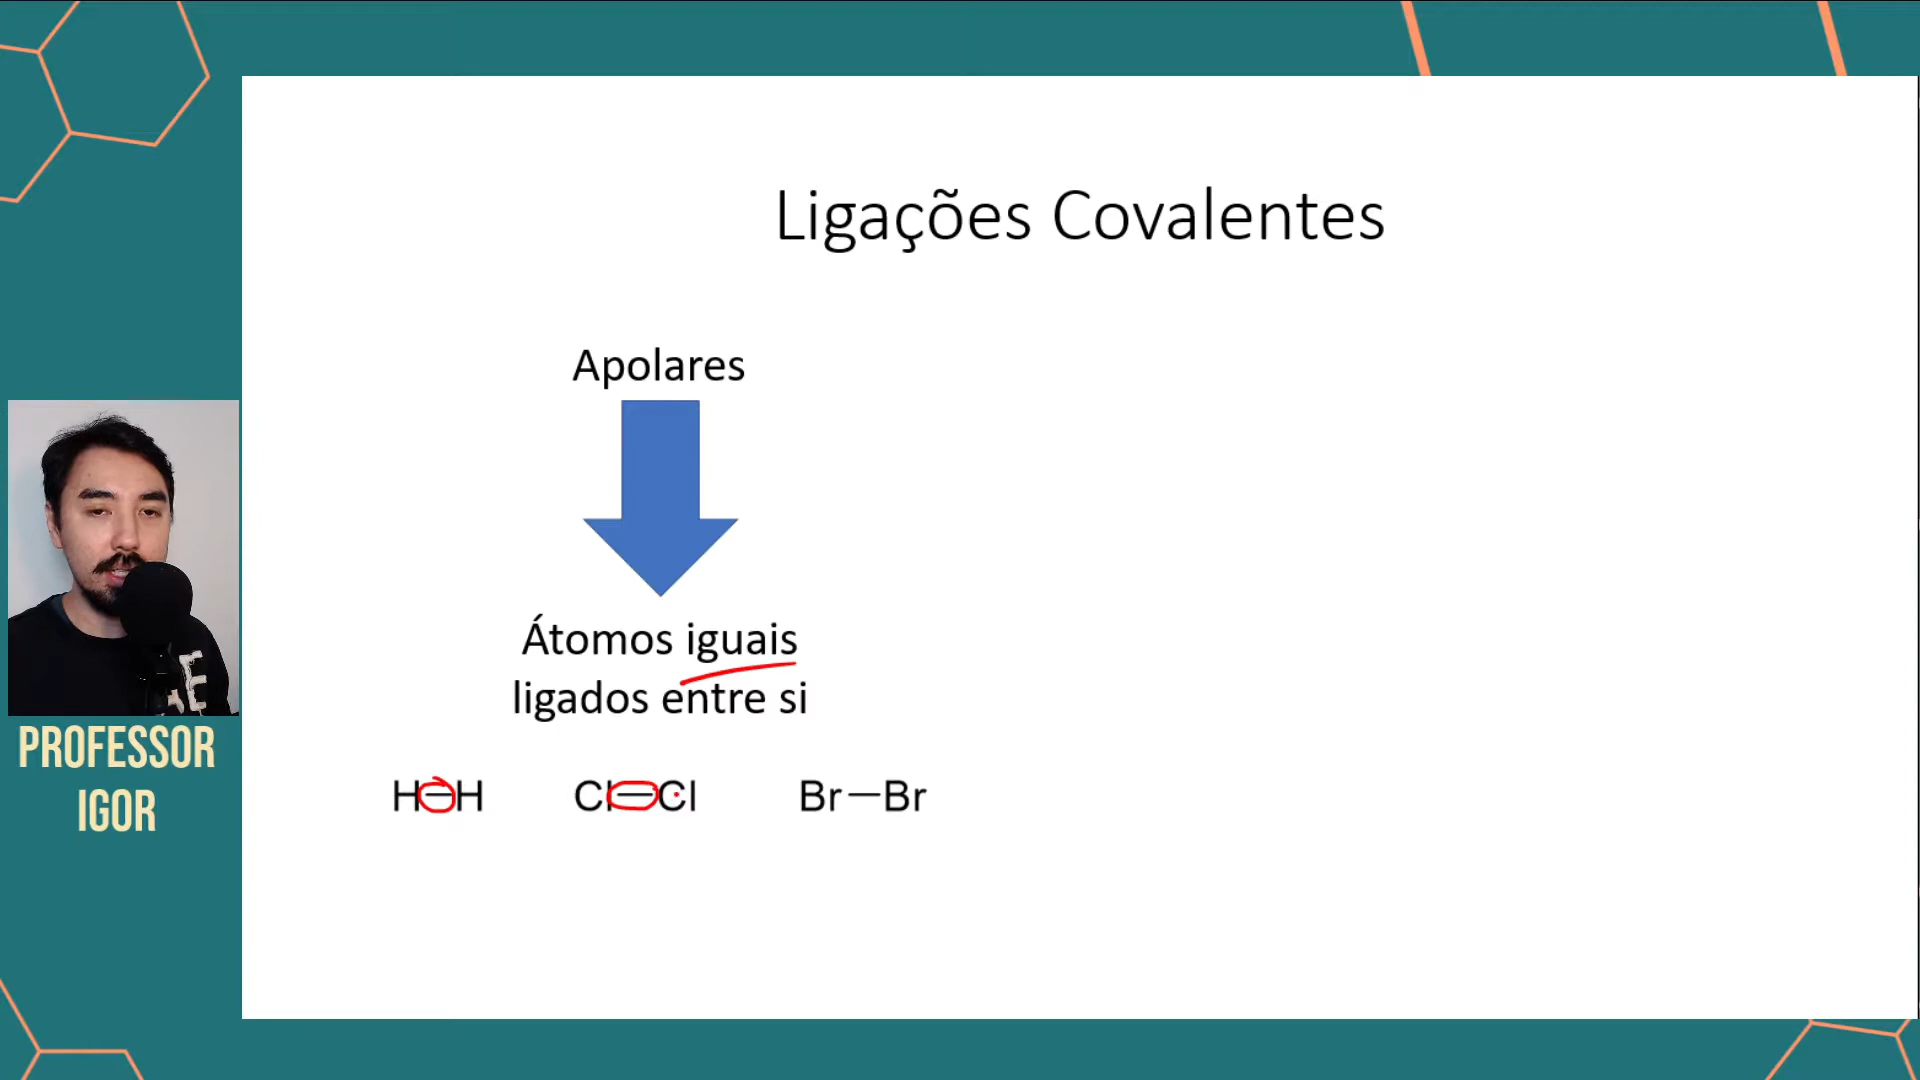 Ligações Covalentes
Apolares
Átomos iguais
ligados entre si
H—H Cl—Cl Br—Br
PROFESSOR
IGOR